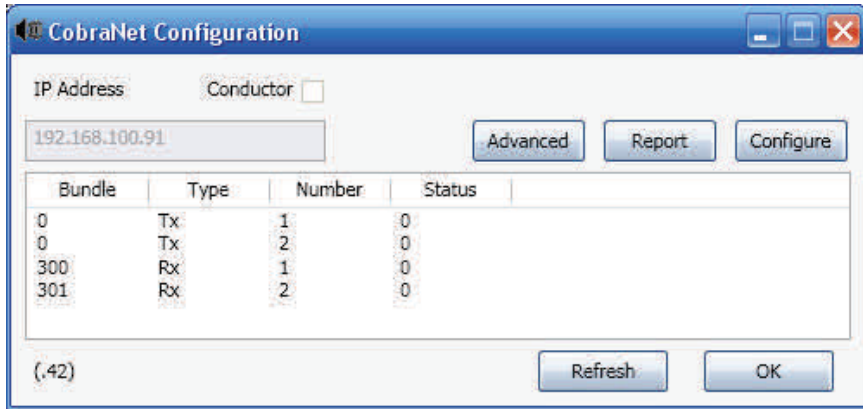 CobraNet Configuration
IP Address Conductor
192.168.100.91 Advanced Report Configure
Bundle Type Number Status
0 Tx 1 0
0 Tx 2 0
300 Rx 1 0
301 Rx 2 0
(.42) Refresh OK